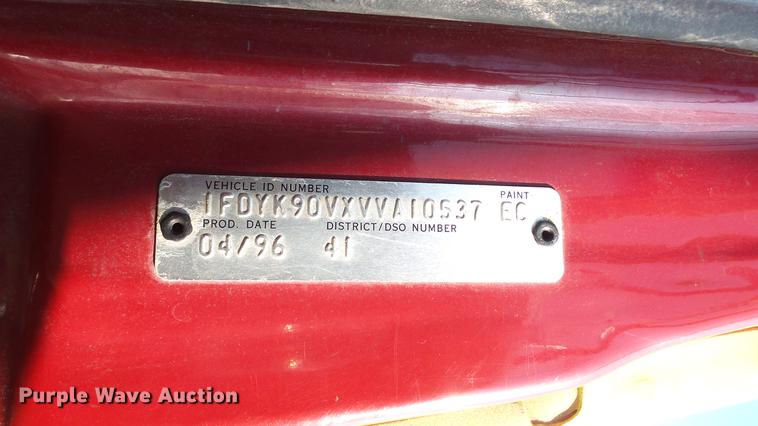 VEHICLE ID NUMBER PAINT
1FDYK90VXVVA10537 EC
PROD. DATE DISTRICT/DSO NUMBER
04/96 41
Purple Wave Auction